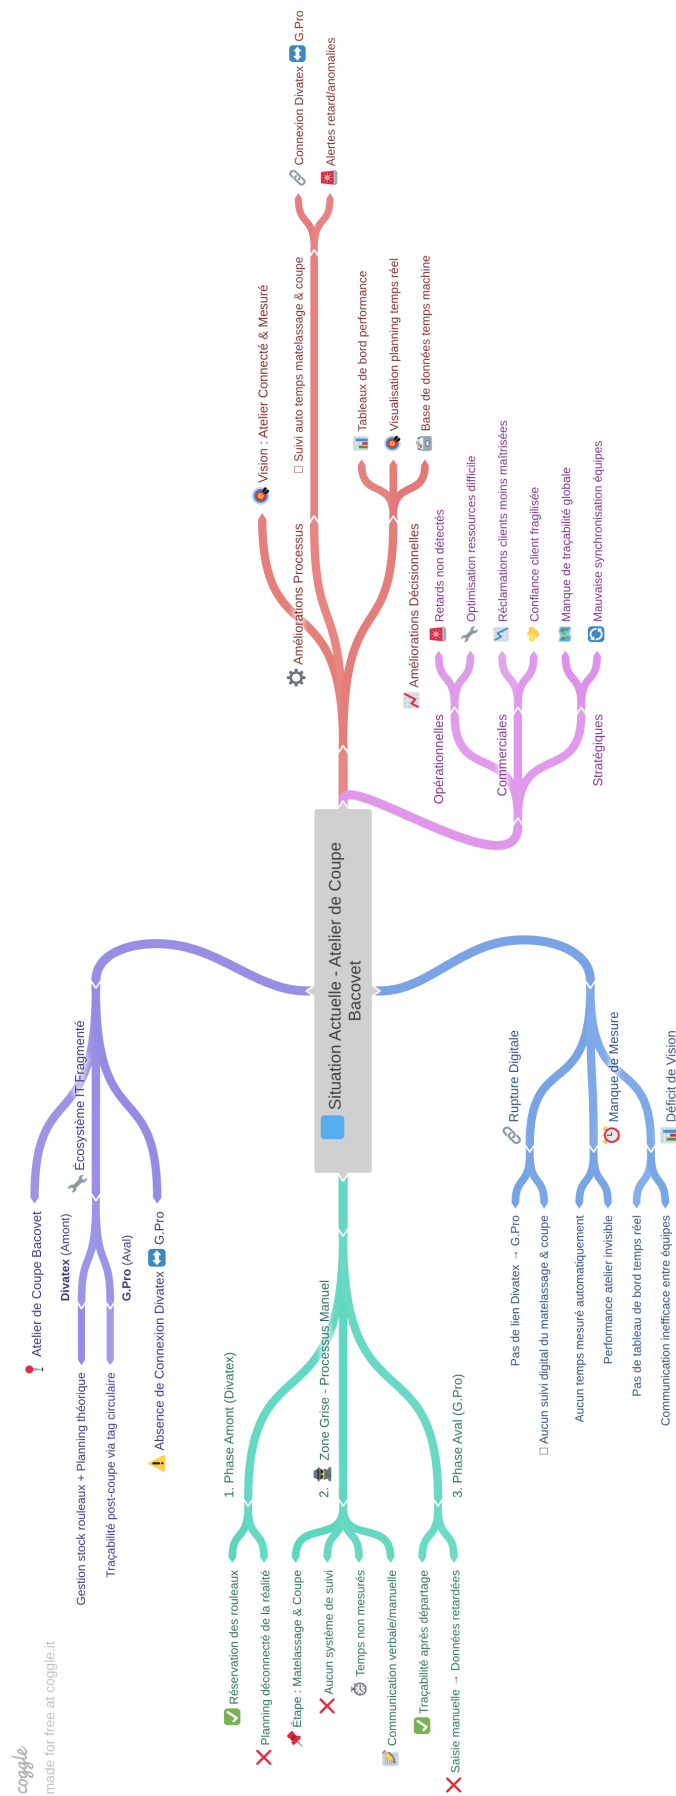 Situation Actuelle - Atelier de Coupe
Bacovet
Atelier de Coupe Bacovet
Écosystème IT Fragmenté
Divatex (Amont)
Gestion stock rouleaux + Planning théorique
G.Pro (Aval)
Traçabilité post-coupe via tag circulaire
Absence de Connexion Divatex ↔ G.Pro
1. Phase Amont (Divatex)
Réservation des rouleaux
Planning déconnecté de la réalité
2. Zone Grise - Processus Manuel
Étape : Matelassage & Coupe
Aucun système de suivi
Temps non mesurés
Communication verbale/manuelle
3. Phase Aval (G.Pro)
Traçabilité après départage
Saisie manuelle → Données retardées
Rupture Digitale
Pas de lien Divatex → G.Pro
Aucun suivi digital du matelassage & coupe
Manque de Mesure
Aucun temps mesuré automatiquement
Performance atelier invisible
Déficit de Vision
Pas de tableau de bord temps réel
Communication inefficace entre équipes
Opérationnelles
Retards non détectés
Optimisation ressources difficile
Commerciales
Réclamations clients moins maîtrisées
Confiance client fragilisée
Stratégiques
Manque de traçabilité globale
Mauvaise synchronisation équipes
Vision : Atelier Connecté & Mesuré
Améliorations Processus
Suivi auto temps matelassage & coupe
Connexion Divatex ↔ G.Pro
Alertes retard/anomalies
Améliorations Décisionnelles
Tableaux de bord performance
Visualisation planning temps réel
Base de données temps machine
coggle
made for free at coggle.it